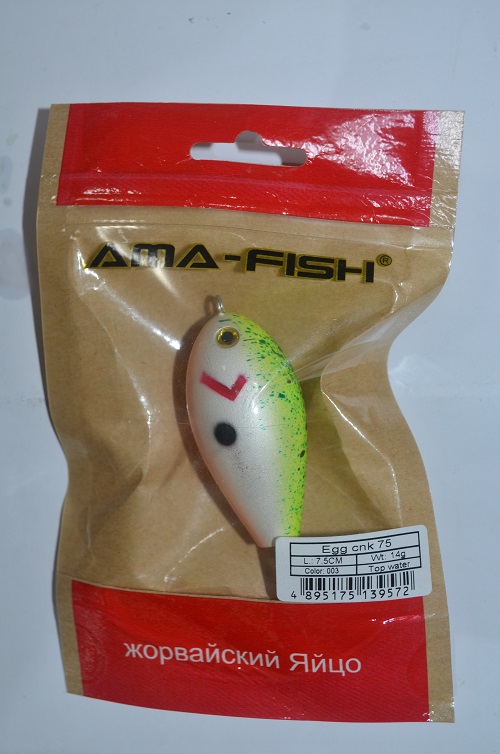 AMA-FISH®
Egg cnk 75
L.: 7.5CM Wt: 14g
Color: 003 Top water
4 895175 139572
жорвайский Яйцо